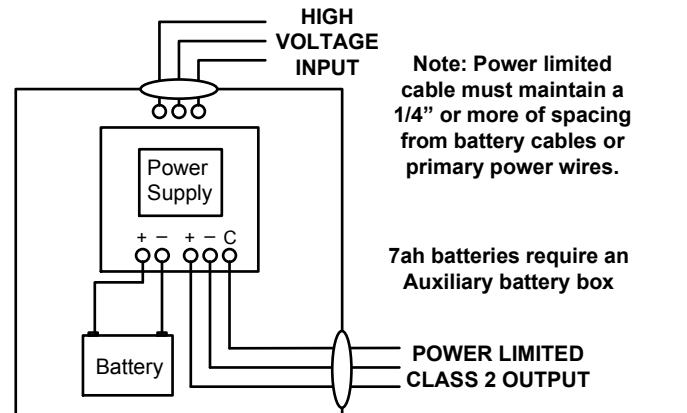 HIGH
VOLTAGE
INPUT
Note: Power limited
cable must maintain a
1/4” or more of spacing
from battery cables or
primary power wires.
Power
Supply
+ – + – C
7ah batteries require an
Auxiliary battery box
Battery
POWER LIMITED
CLASS 2 OUTPUT